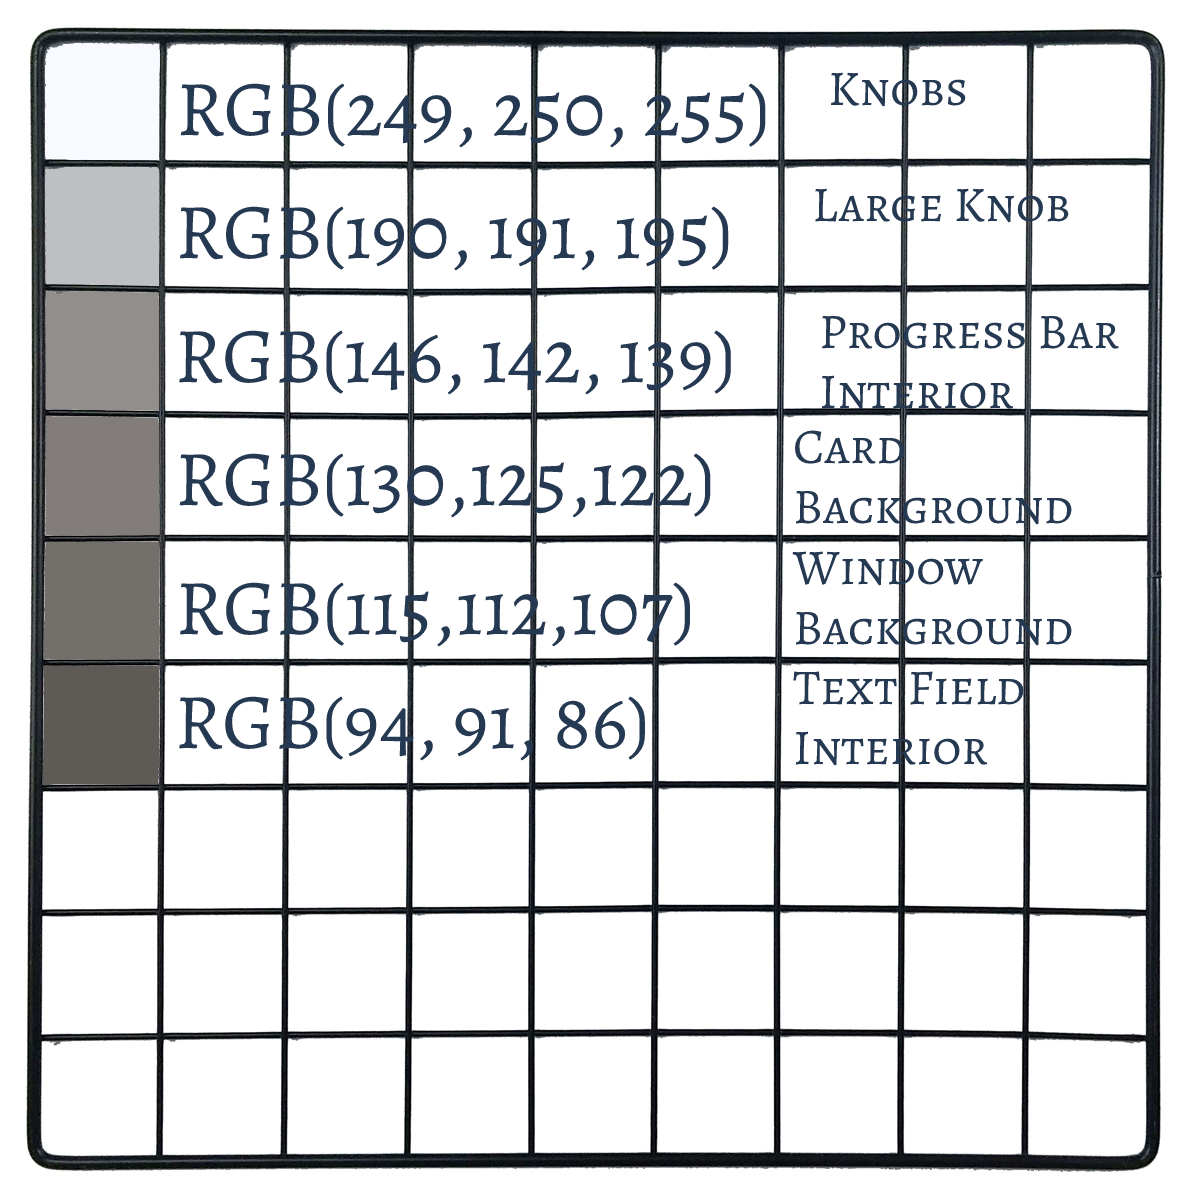 RGB(249, 250, 255) Knobs
RGB(190, 191, 195) Large Knob
RGB(146, 142, 139) Progress Bar
Interior
RGB(130,125,122) Card
Background
RGB(115,112,107) Window
Background
RGB(94, 91, 86) Text Field
Interior